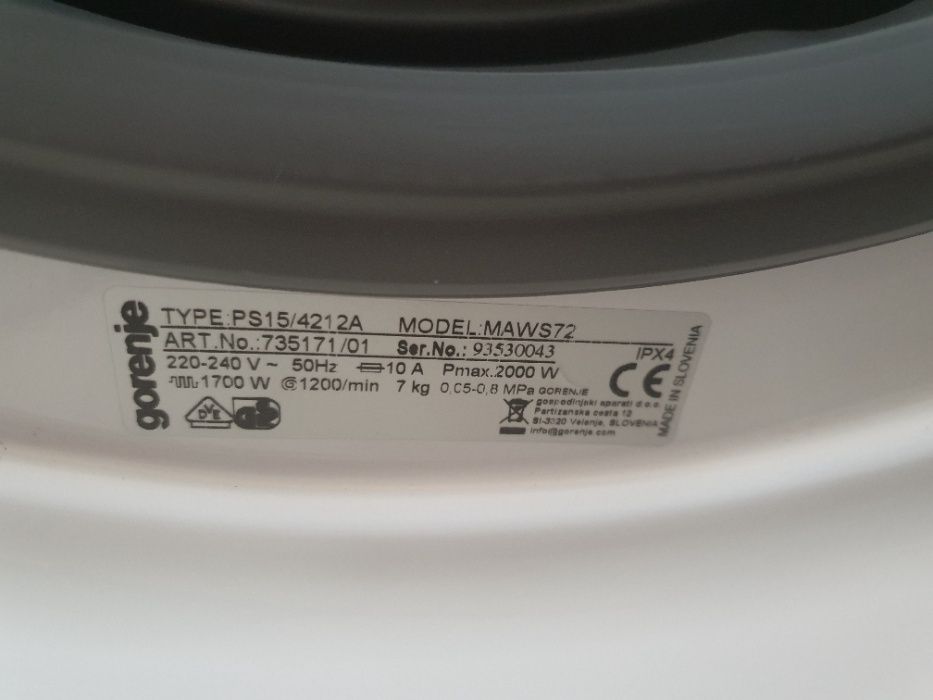 gorenje
TYPE:PS15/4212A MODEL:MAWS72
ART.No.:735171/01 Ser.No.: 93530043
IPX4
220-240 V ~ 50Hz 10 A Pmax.:2000 W
1700 W 1200/min 7 kg 0,05-0,8 MPa
CE
GORENJE
gospodinjski aparati d.o.o.
Partizanska cesta 12
SI-3320 Velenje, SLOVENIA
info@gorenje.com
DVE
MADE IN SLOVENIA